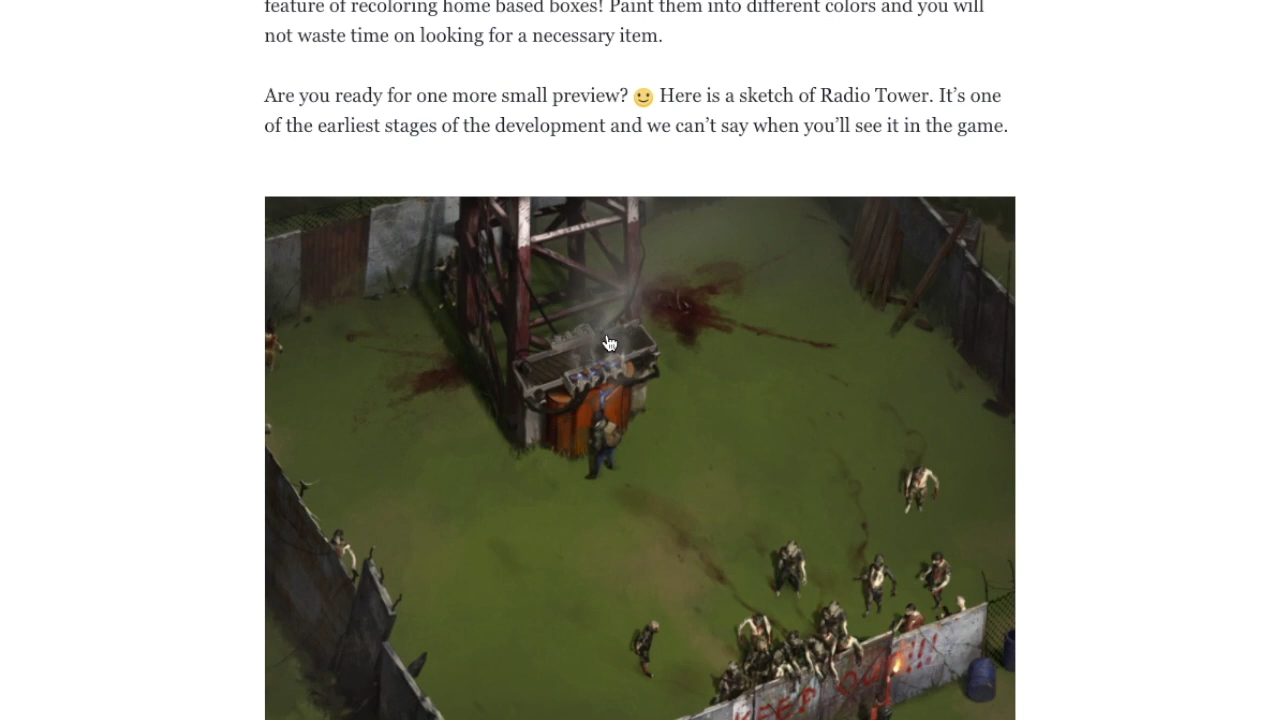 feature of recoloring home based boxes! Paint them into different colors and you will
not waste time on looking for a necessary item.
Are you ready for one more small preview? 🙂 Here is a sketch of Radio Tower. It’s one
of the earliest stages of the development and we can’t say when you’ll see it in the game.
KEEP OUT!!!